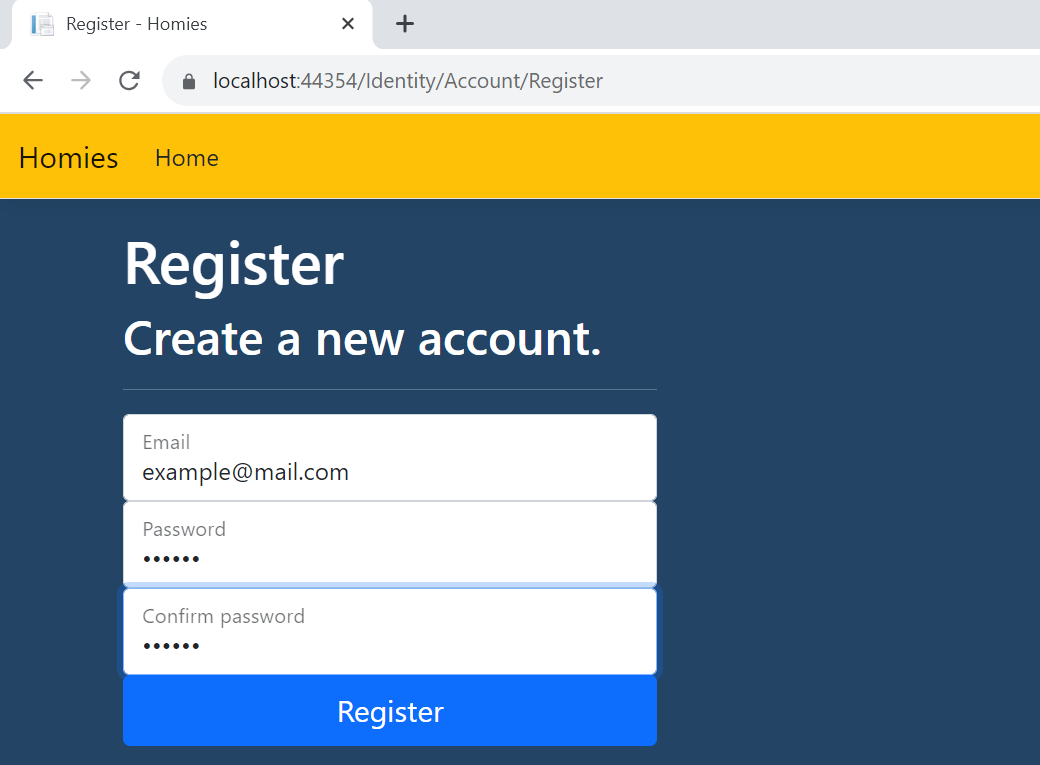 Register - Homies
localhost:44354/Identity/Account/Register
Homies Home
Register
Create a new account.
Email
example@mail.com
Password
••••••
Confirm password
••••••
Register